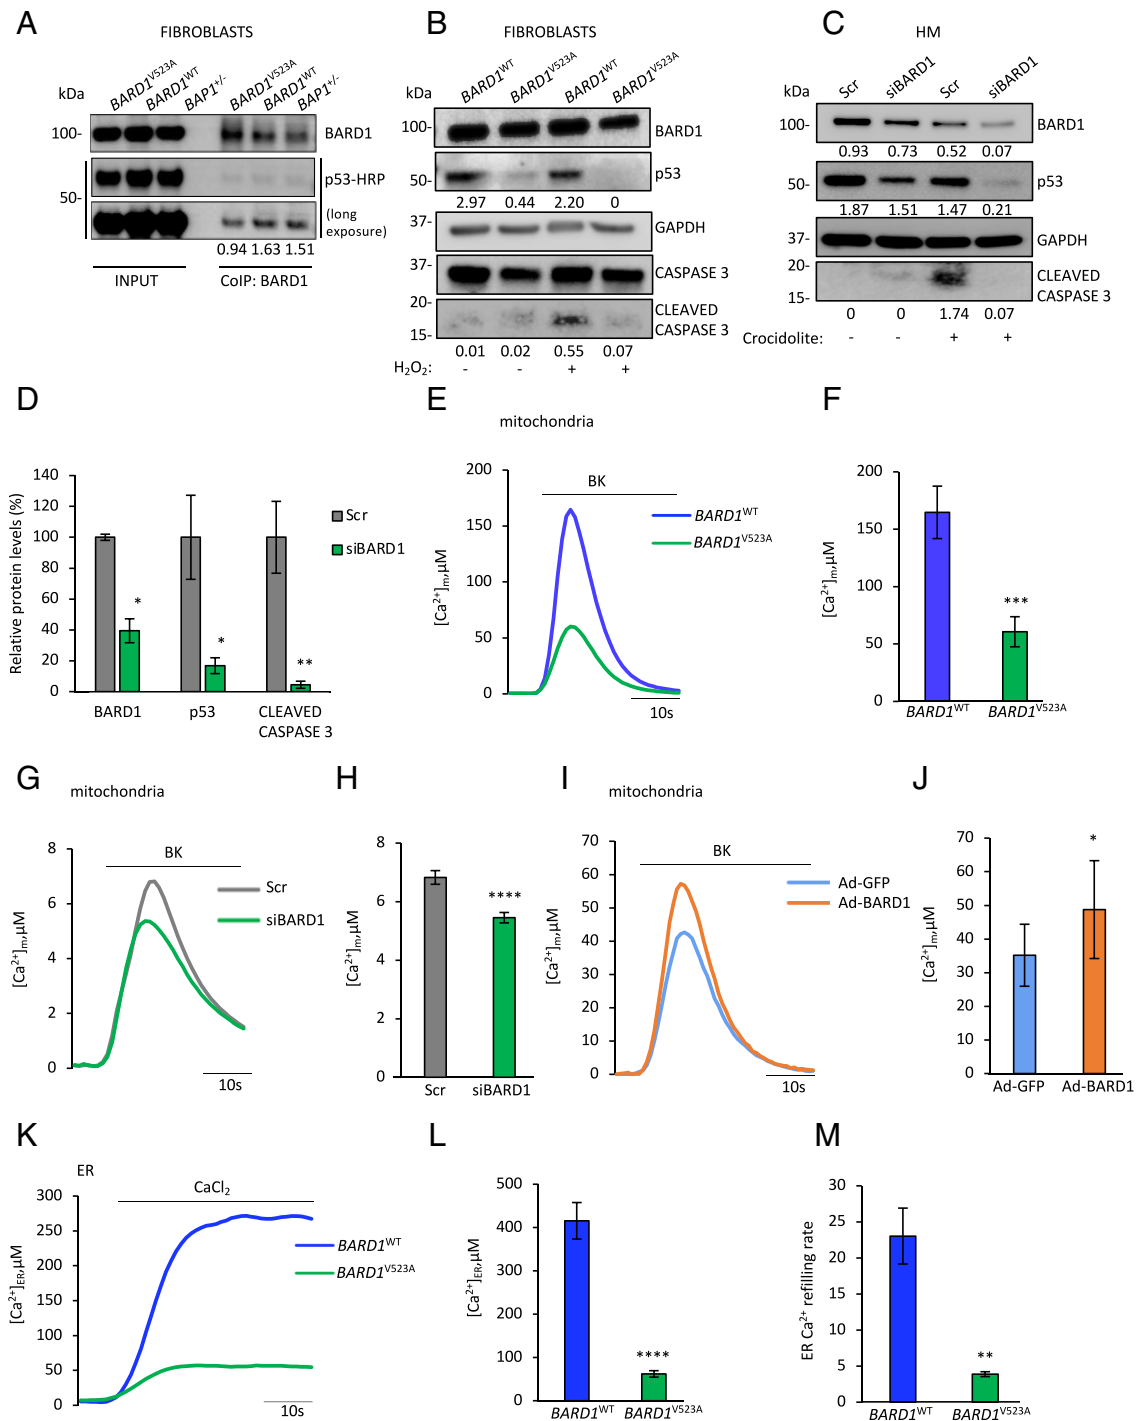 A
FIBROBLASTS
kDa
BARD1V523A
BARD1WT
BAP1+/-
BARD1V523A
BARD1WT
BAP1+/-
100-
BARD1
p53-HRP
50-
(long
exposure)
0.94 1.63 1.51
INPUT
CoIP: BARD1
B
FIBROBLASTS
kDa
BARD1WT
BARD1V523A
BARD1WT
BARD1V523A
100-
BARD1
50-
p53
2.97 0.44 2.20 0
37-
GAPDH
37-
CASPASE 3
20-
15-
CLEAVED
CASPASE 3
0.01 0.02 0.55 0.07
H2O2: - - + +
C
HM
kDa
Scr
siBARD1
Scr
siBARD1
100-
BARD1
0.93 0.73 0.52 0.07
50-
p53
1.87 1.51 1.47 0.21
37-
GAPDH
20-
15-
CLEAVED
CASPASE 3
0 0 1.74 0.07
Crocidolite: - - + +
D
Relative protein levels (%)
140
120
100
80
60
40
20
0
*
*
**
Scr
siBARD1
BARD1
p53
CLEAVED
CASPASE 3
E
mitochondria
[Ca2+]m,µM
200
150
100
50
0
BK
BARD1WT
BARD1V523A
10s
F
[Ca2+]m,µM
200
150
100
50
0
***
BARD1WT
BARD1V523A
G
mitochondria
[Ca2+]m,µM
8
6
4
2
0
BK
Scr
siBARD1
10s
H
[Ca2+]m,µM
8
6
4
2
0
****
Scr
siBARD1
I
mitochondria
[Ca2+]m,µM
70
60
50
40
30
20
10
0
BK
Ad-GFP
Ad-BARD1
10s
J
[Ca2+]m,µM
70
60
50
40
30
20
10
0
*
Ad-GFP
Ad-BARD1
K
ER
[Ca2+]ER,µM
300
250
200
150
100
50
0
CaCl2
BARD1WT
BARD1V523A
10s
L
[Ca2+]ER,µM
500
400
300
200
100
0
****
BARD1WT
BARD1V523A
M
ER Ca2+ refilling rate
30
25
20
15
10
5
0
**
BARD1WT
BARD1V523A